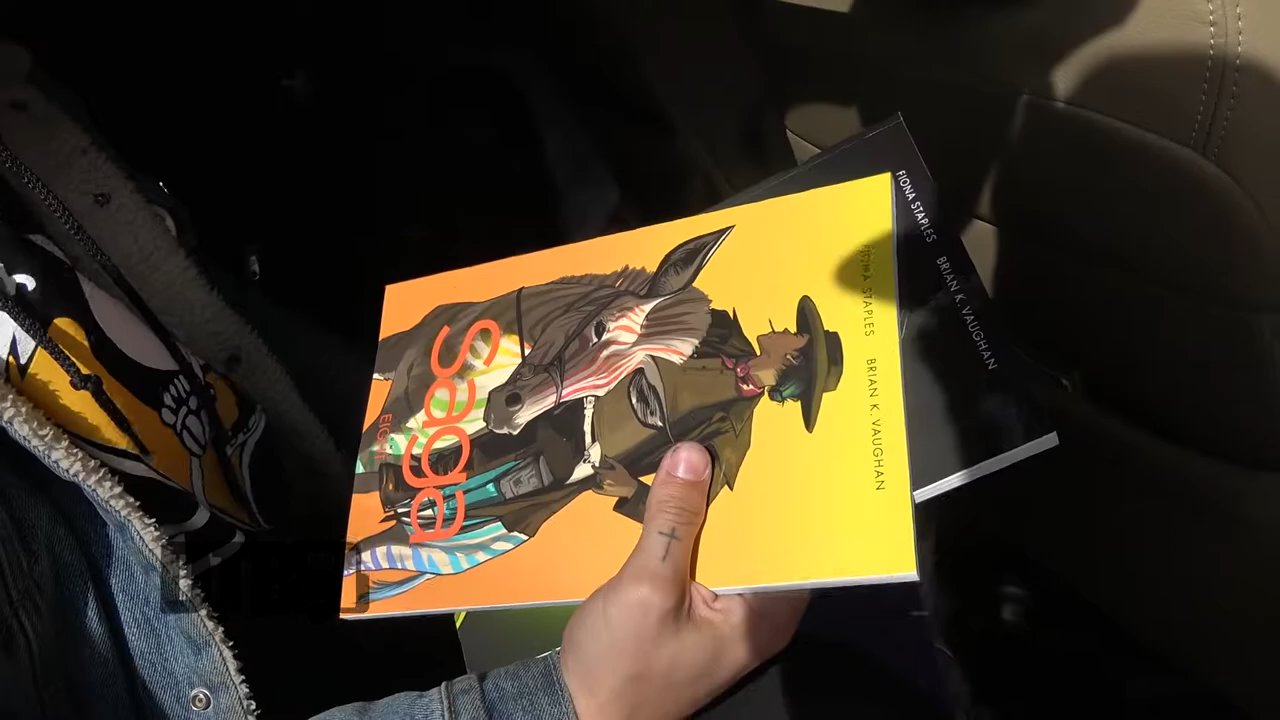 FIONA STAPLES BRIAN K. VAUGHAN
saga
EIGHT
FIONA STAPLES BRIAN K. VAUGHAN